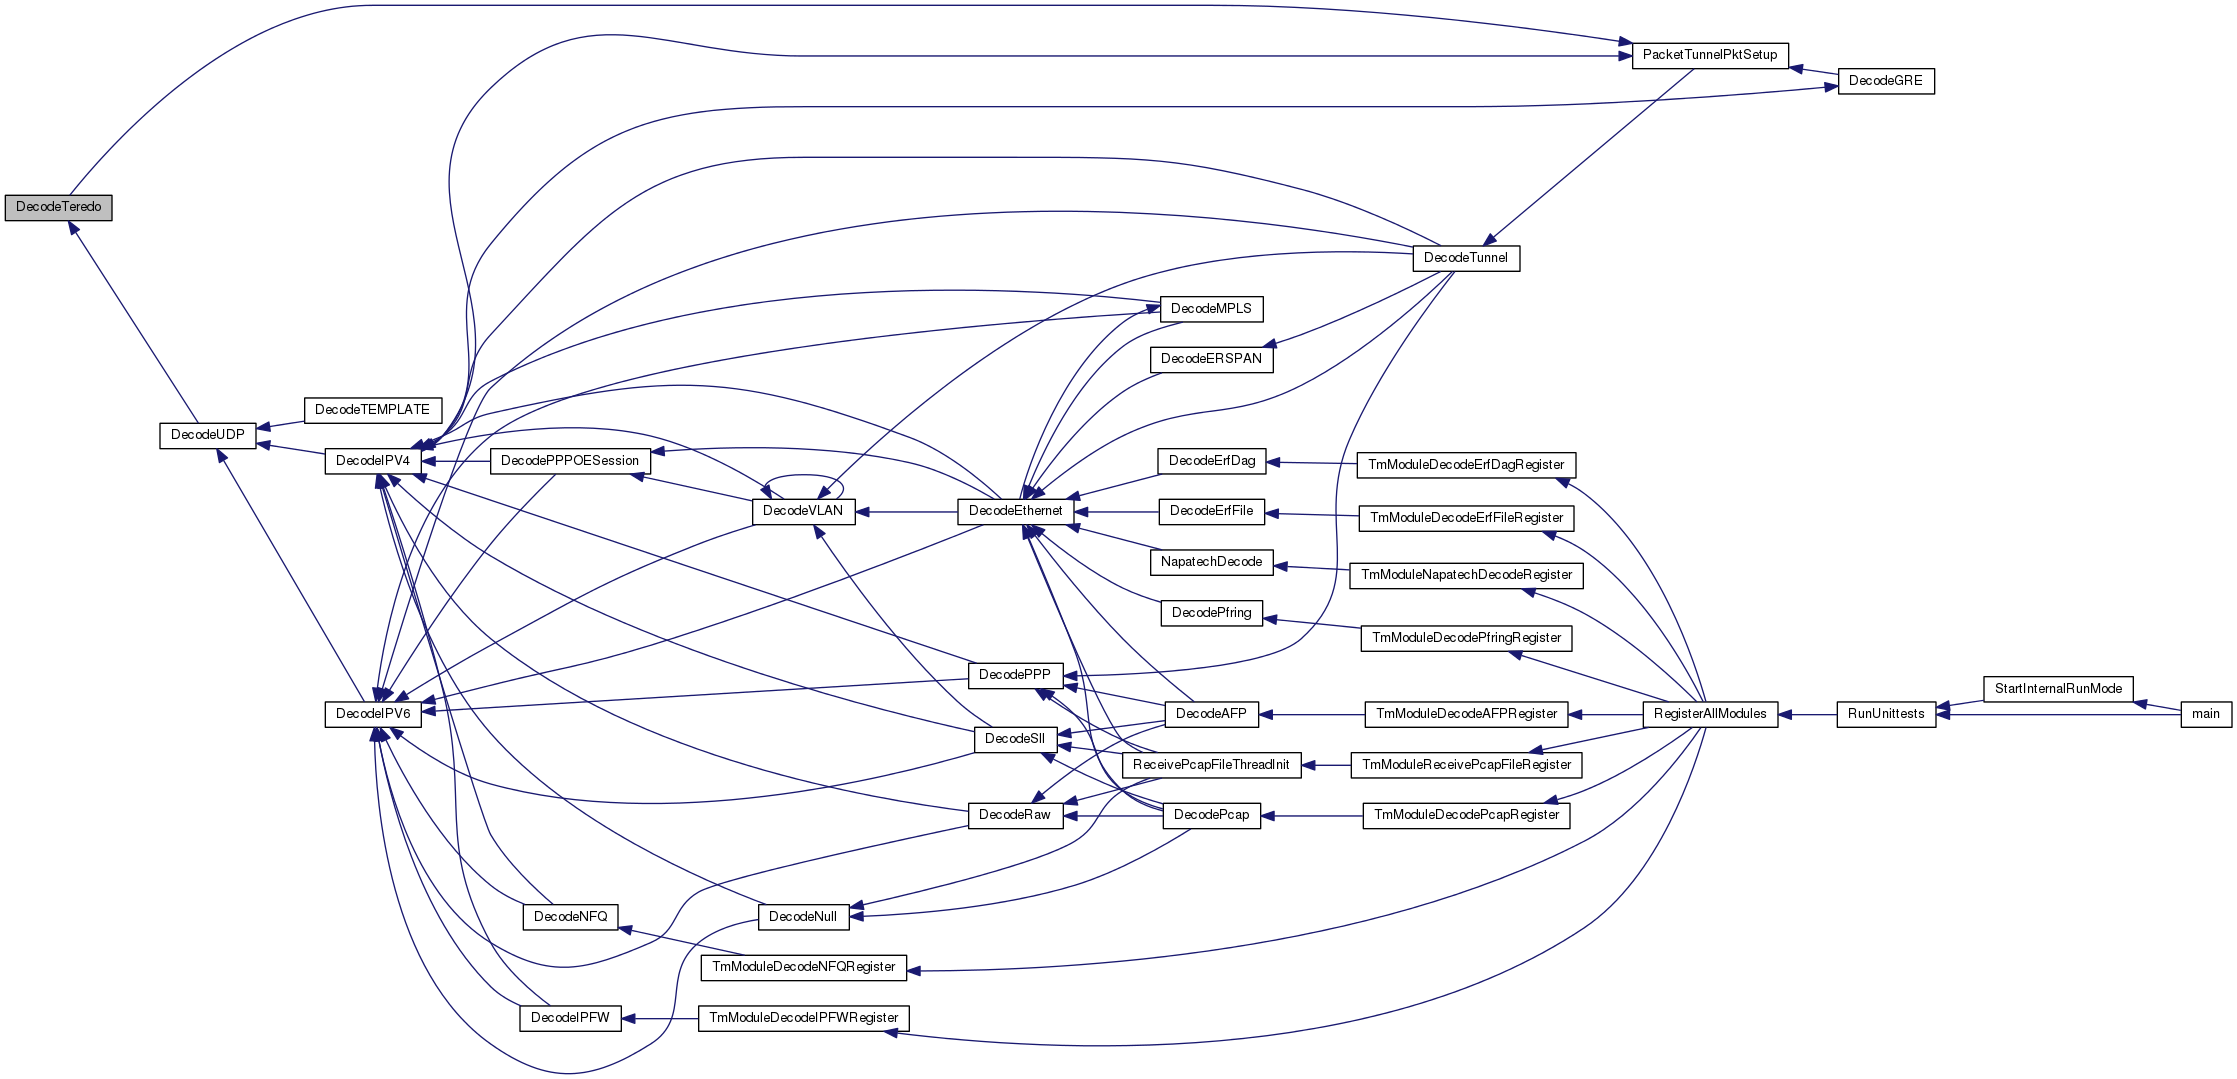 PacketTunnelPktSetup
DecodeGRE
DecodeTeredo
DecodeTunnel
DecodeMPLS
DecodeERSPAN
DecodeTEMPLATE
DecodeUDP
DecodeIPV4
DecodePPPOESession
DecodeErfDag
TmModuleDecodeErfDagRegister
DecodeVLAN
DecodeEthernet
DecodeErfFile
TmModuleDecodeErfFileRegister
NapatechDecode
TmModuleNapatechDecodeRegister
DecodePfring
TmModuleDecodePfringRegister
DecodePPP
StartInternalRunMode
DecodeIPV6
DecodeAFP
TmModuleDecodeAFPRegister
RegisterAllModules
RunUnittests
main
DecodeSll
ReceivePcapFileThreadInit
TmModuleReceivePcapFileRegister
DecodeRaw
DecodePcap
TmModuleDecodePcapRegister
DecodeNFQ
DecodeNull
TmModuleDecodeNFQRegister
DecodeIPFW
TmModuleDecodeIPFWRegister